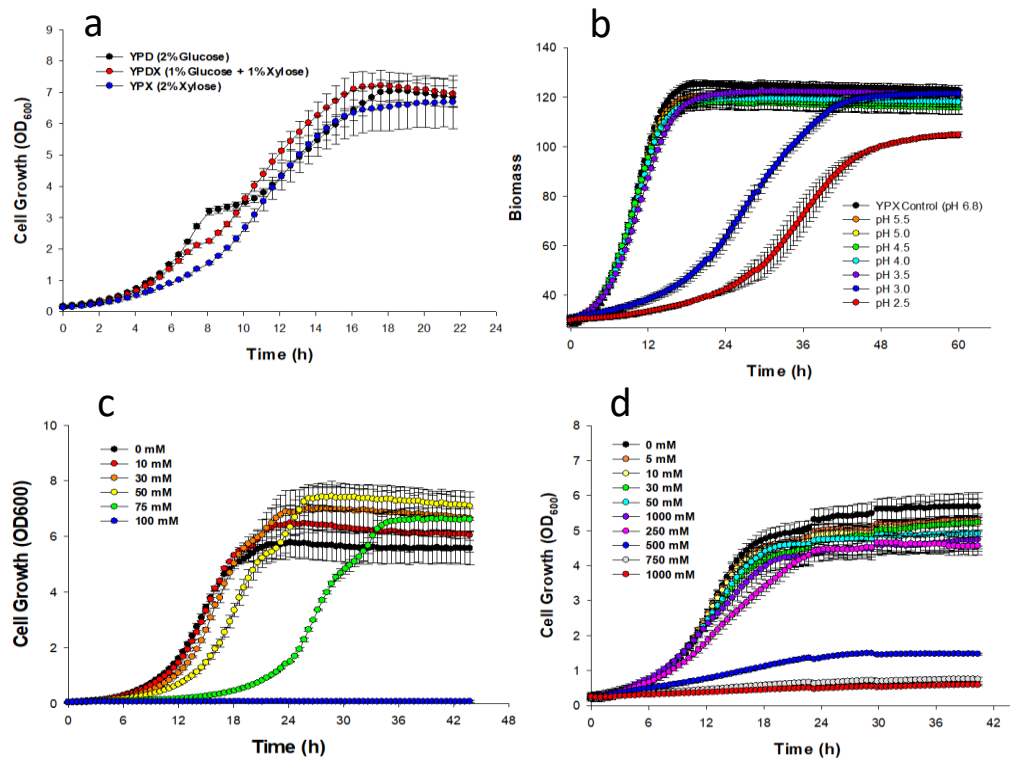 a
9
8
7
6
5
4
3
2
1
0
Cell Growth (OD600)
YPD (2% Glucose)
YPDX (1% Glucose + 1% Xylose)
YPX (2% Xylose)
0 2 4 6 8 10 12 14 16 18 20 22 24
Time (h)
b
140
120
100
80
60
40
Biomass
YPX Control (pH 6.8)
pH 5.5
pH 5.0
pH 4.5
pH 4.0
pH 3.5
pH 3.0
pH 2.5
0 12 24 36 48 60
Time (h)
c
10
8
6
4
2
0
Cell Growth (OD600)
0 mM
10 mM
30 mM
50 mM
75 mM
100 mM
0 6 12 18 24 30 36 42 48
Time (h)
d
8
7
6
5
4
3
2
1
0
Cell Growth (OD600)
0 mM
5 mM
10 mM
30 mM
50 mM
1000 mM
250 mM
500 mM
750 mM
1000 mM
0 6 12 18 24 30 36 42
Time (h)